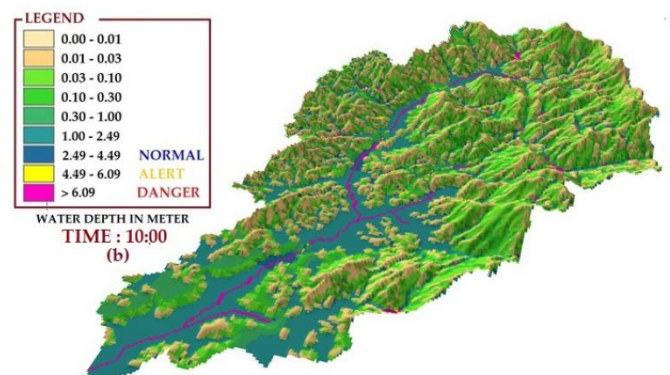 LEGEND
0.00 - 0.01
0.01 - 0.03
0.03 - 0.10
0.10 - 0.30
0.30 - 1.00
1.00 - 2.49
2.49 - 4.49 NORMAL
4.49 - 6.09 ALERT
> 6.09 DANGER
WATER DEPTH IN METER
TIME : 10:00
(b)